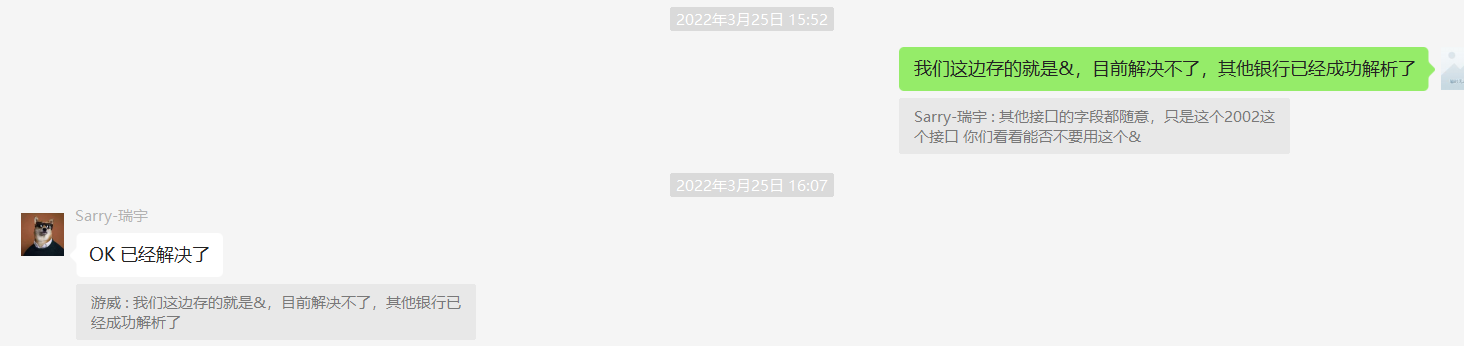 2022年3月25日 15:52
我们这边存的就是&，目前解决不了，其他银行已经成功解析了
Sarry-瑞宇 : 其他接口的字段都随意，只是这个2002这
个接口 你们看看能否不要用这个&
2022年3月25日 16:07
Sarry-瑞宇
OK 已经解决了
游威 : 我们这边存的就是&，目前解决不了，其他银行已
经成功解析了